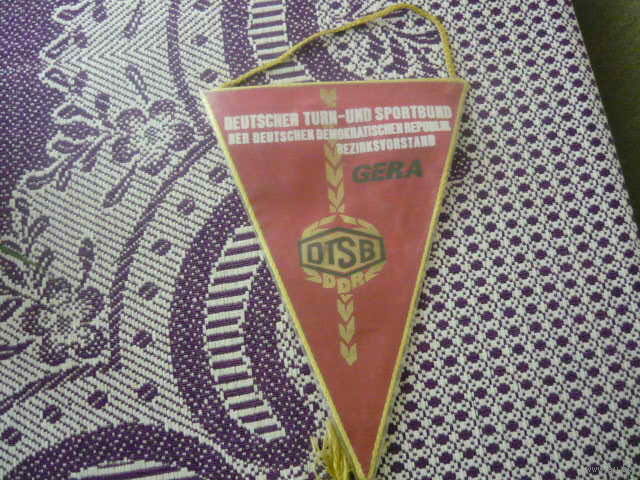 DEUTSCHER TURN-UND SPORTBUND
DER DEUTSCHEN DEMOKRATISCHEN REPUBLIK
BEZIRKSVORSTAND
GERA
DTSB
DDR